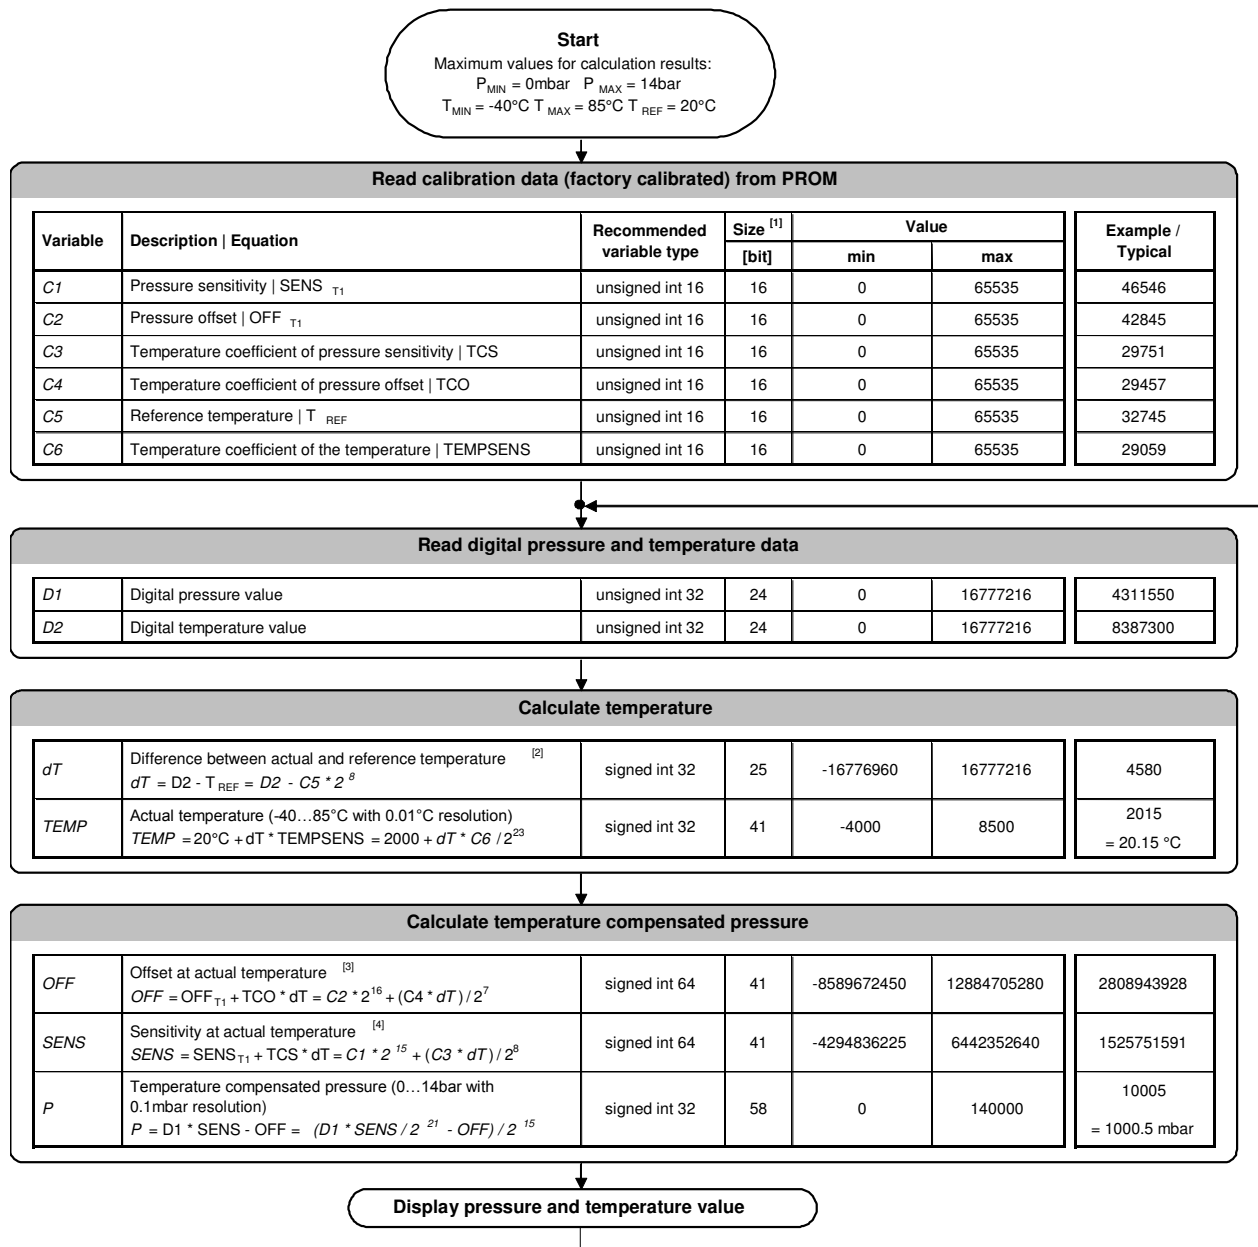 Start
Maximum values for calculation results:
P MIN = 0mbar P MAX = 14bar
T MIN = -40°C T MAX = 85°C T REF = 20°C
Read calibration data (factory calibrated) from PROM
Variable Description | Equation Recommended variable type Size [1] [bit] Value min max Example / Typical
C1 Pressure sensitivity | SENS T1 unsigned int 16 16 0 65535 46546
C2 Pressure offset | OFF T1 unsigned int 16 16 0 65535 42845
C3 Temperature coefficient of pressure sensitivity | TCS unsigned int 16 16 0 65535 29751
C4 Temperature coefficient of pressure offset | TCO unsigned int 16 16 0 65535 29457
C5 Reference temperature | T REF unsigned int 16 16 0 65535 32745
C6 Temperature coefficient of the temperature | TEMPSENS unsigned int 16 16 0 65535 29059
Read digital pressure and temperature data
D1 Digital pressure value unsigned int 32 24 0 16777216 4311550
D2 Digital temperature value unsigned int 32 24 0 16777216 8387300
Calculate temperature
dT Difference between actual and reference temperature [2]
dT = D2 - T REF = D2 - C5 * 2 8 signed int 32 25 -16776960 16777216 4580
TEMP Actual temperature (-40…85°C with 0.01°C resolution)
TEMP = 20°C + dT * TEMPSENS = 2000 + dT * C6 / 2 23 signed int 32 41 -4000 8500 2015
= 20.15 °C
Calculate temperature compensated pressure
OFF Offset at actual temperature [3]
OFF = OFF T1 + TCO * dT = C2 * 2 16 + (C4 * dT ) / 2 7 signed int 64 41 -8589672450 12884705280 2808943928
SENS Sensitivity at actual temperature [4]
SENS = SENS T1 + TCS * dT = C1 * 2 15 + (C3 * dT ) / 2 8 signed int 64 41 -4294836225 6442352640 1525751591
P Temperature compensated pressure (0…14bar with
0.1mbar resolution)
P = D1 * SENS - OFF = (D1 * SENS / 2 21 - OFF) / 2 15 signed int 32 58 0 140000 10005
= 1000.5 mbar
Display pressure and temperature value